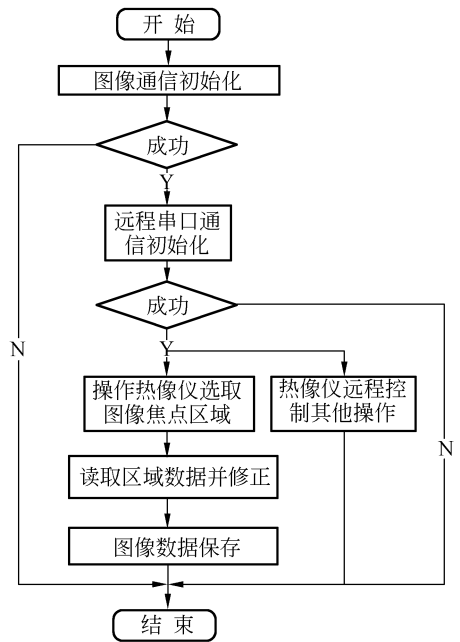 开 始
图像通信初始化
成功
Y
远程串口通
信初始化
成功
N
Y
操作热像仪选取
图像焦点区域
热像仪远程控
制其他操作
N
读取区域数据并修正
图像数据保存
结 束